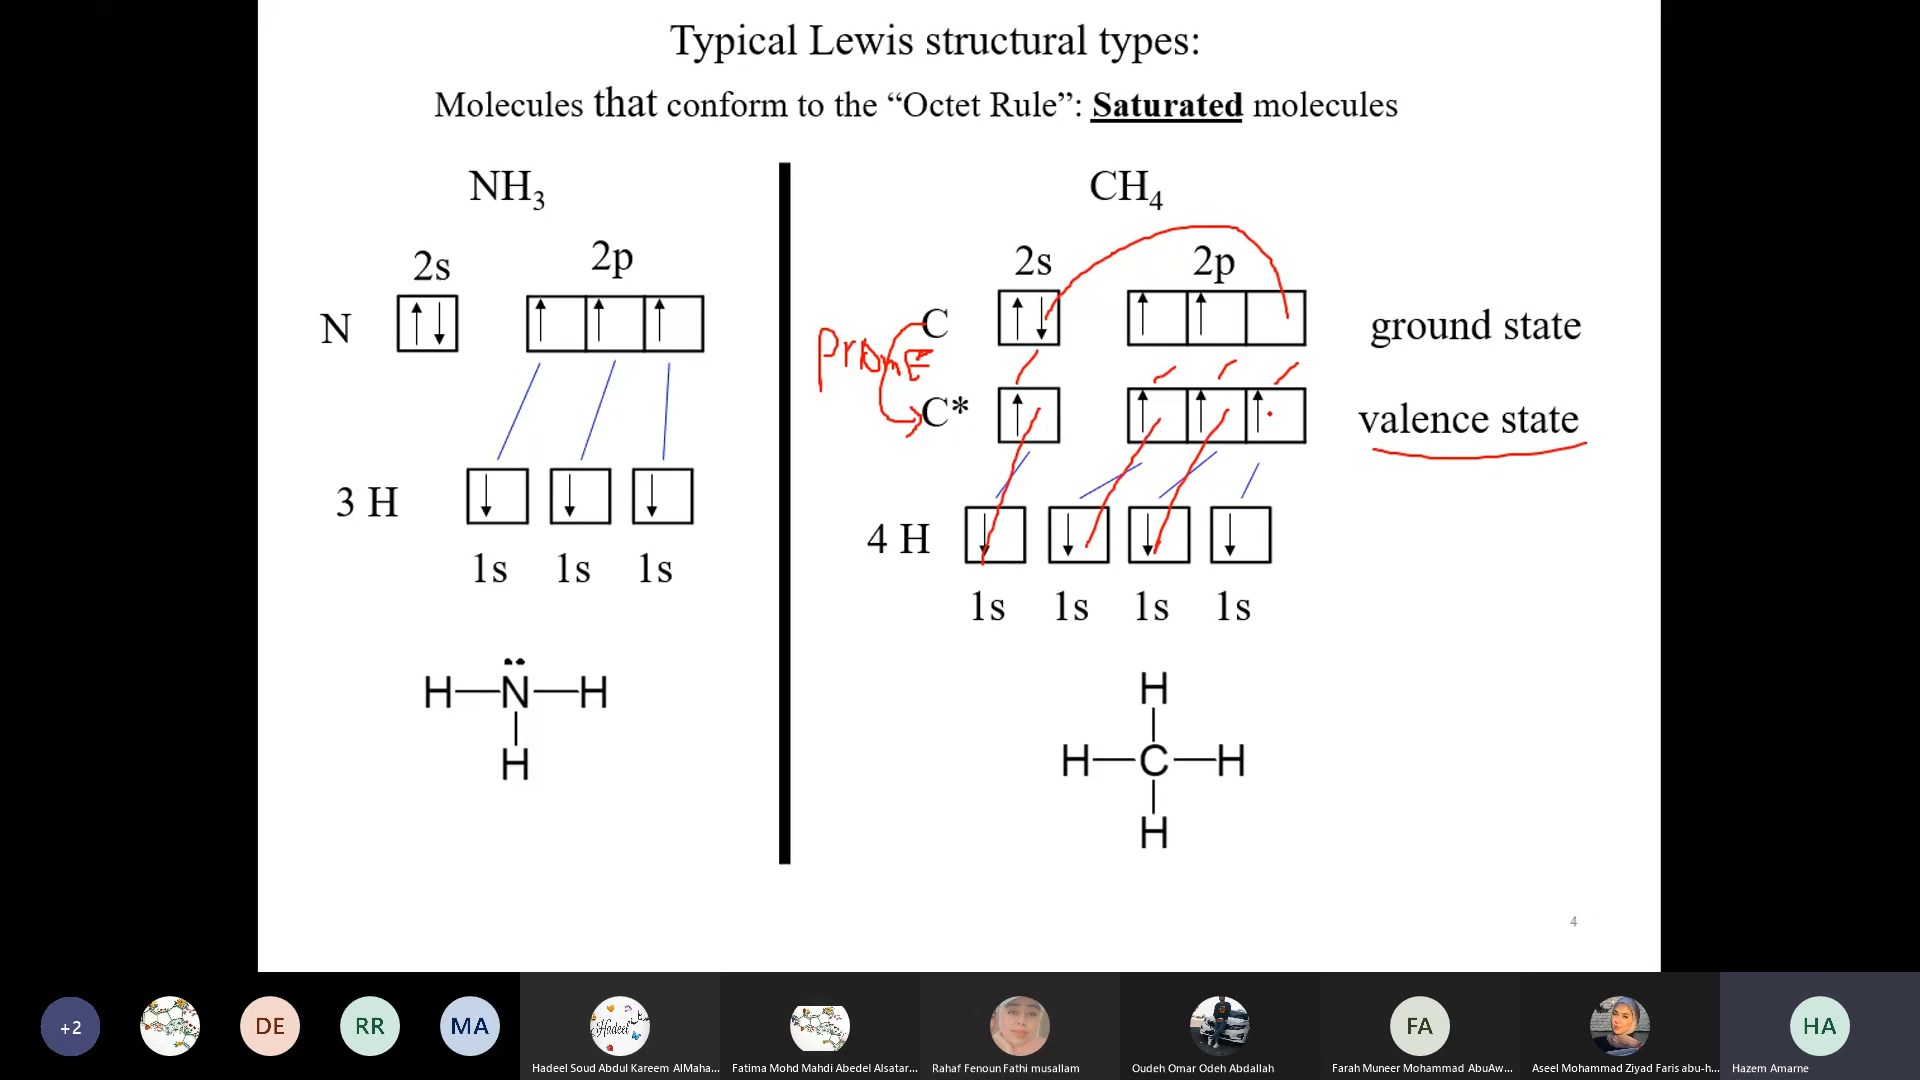 Typical Lewis structural types:
Molecules that conform to the “Octet Rule”: Saturated molecules
NH3
2s 2p
N
3 H
1s 1s 1s
H N H
H
CH4
2s 2p
C ground state
C* valence state
4 H
1s 1s 1s 1s
H
H C H
H
4
+2 DE RR MA Hadeel FA HA
Hadeel Soud Abdul Kareem AlMaha... Fatima Mohd Mahdi Abedel Alsatar... Rahaf Fenoun Fathi musallam Oudeh Omar Odeh Abdallah Farah Muneer Mohammad AbuAw... Aseel Mohammad Ziyad Faris abu-h... Hazem Amarne